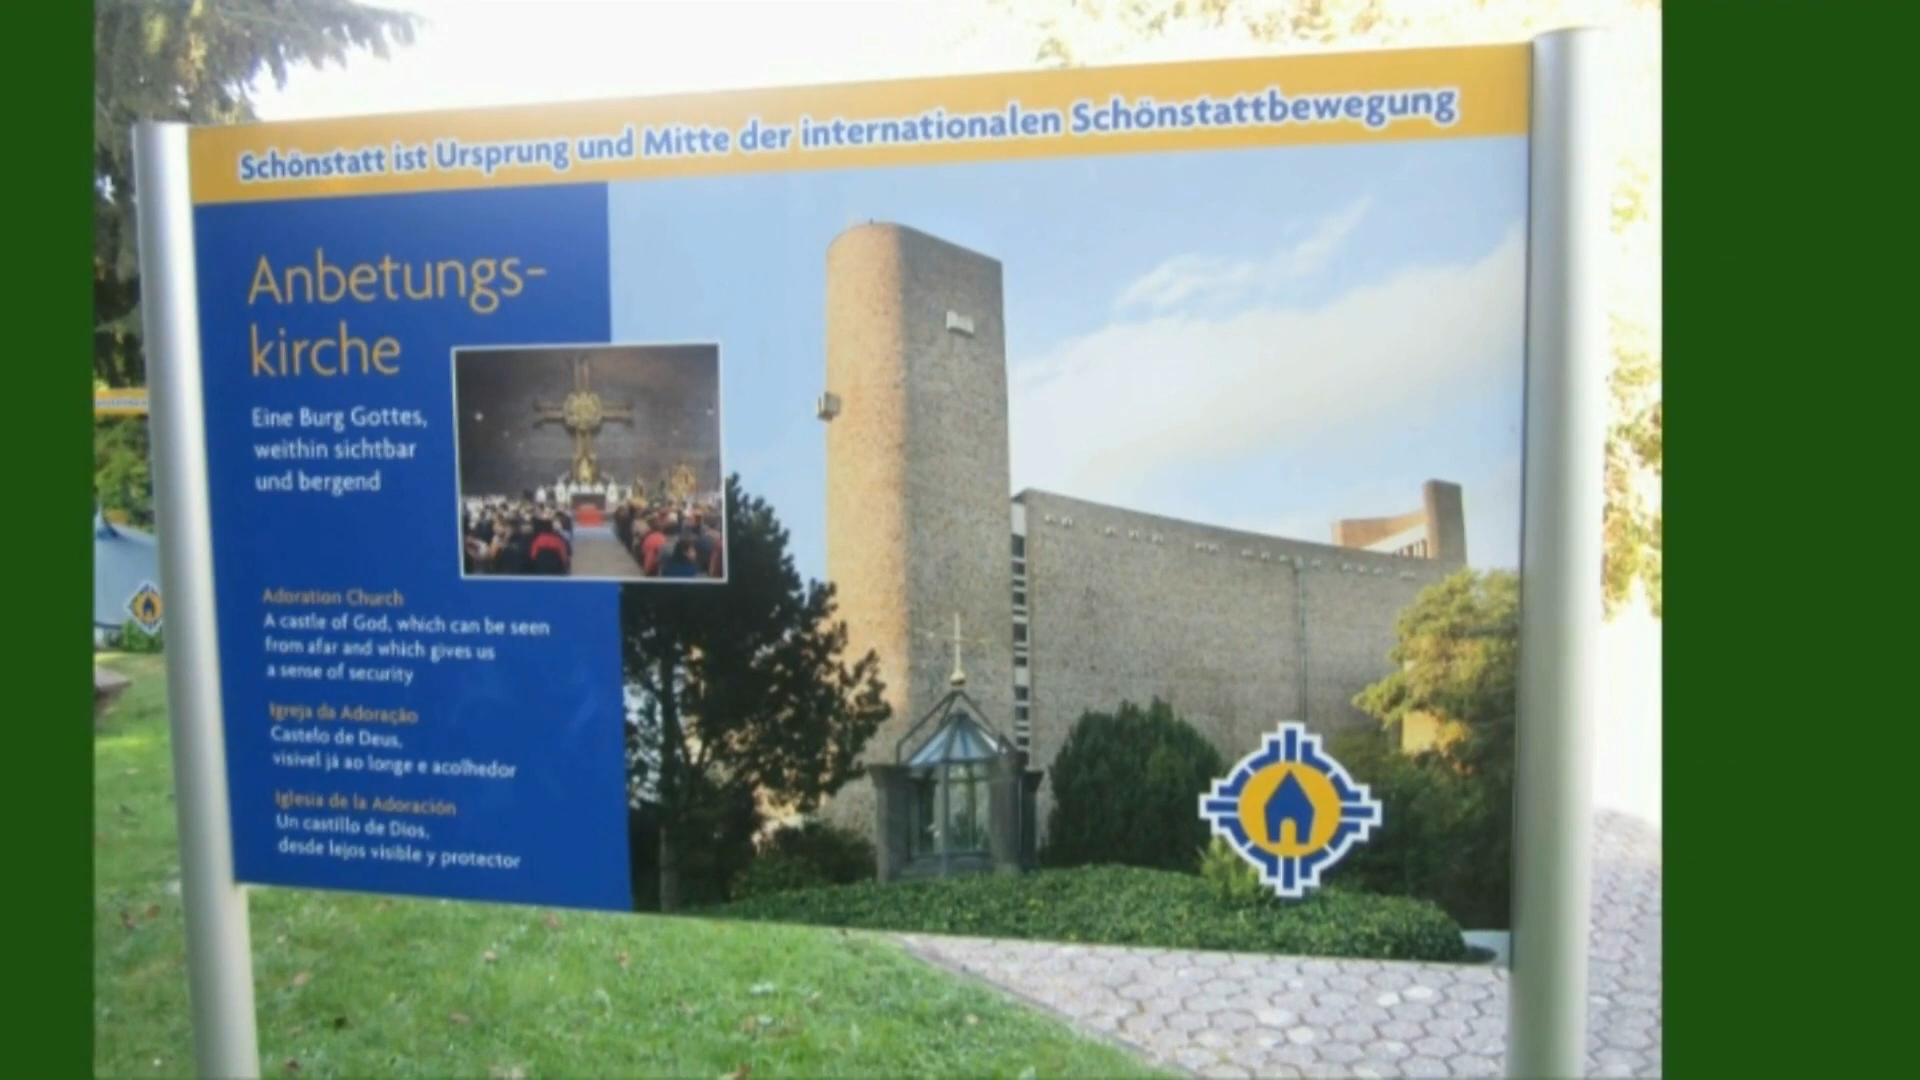 Schönstatt ist Ursprung und Mitte der internationalen Schönstattbewegung
Anbetungs-
kirche
Eine Burg Gottes,
weithin sichtbar
und bergend
Adoration Church
A castle of God, which can be seen
from afar and which gives us
a sense of security
Igreja da Adoração
Castelo de Deus,
visível já ao longe e acolhedor
Iglesia de la Adoración
Un castillo de Dios,
desde lejos visible y protector